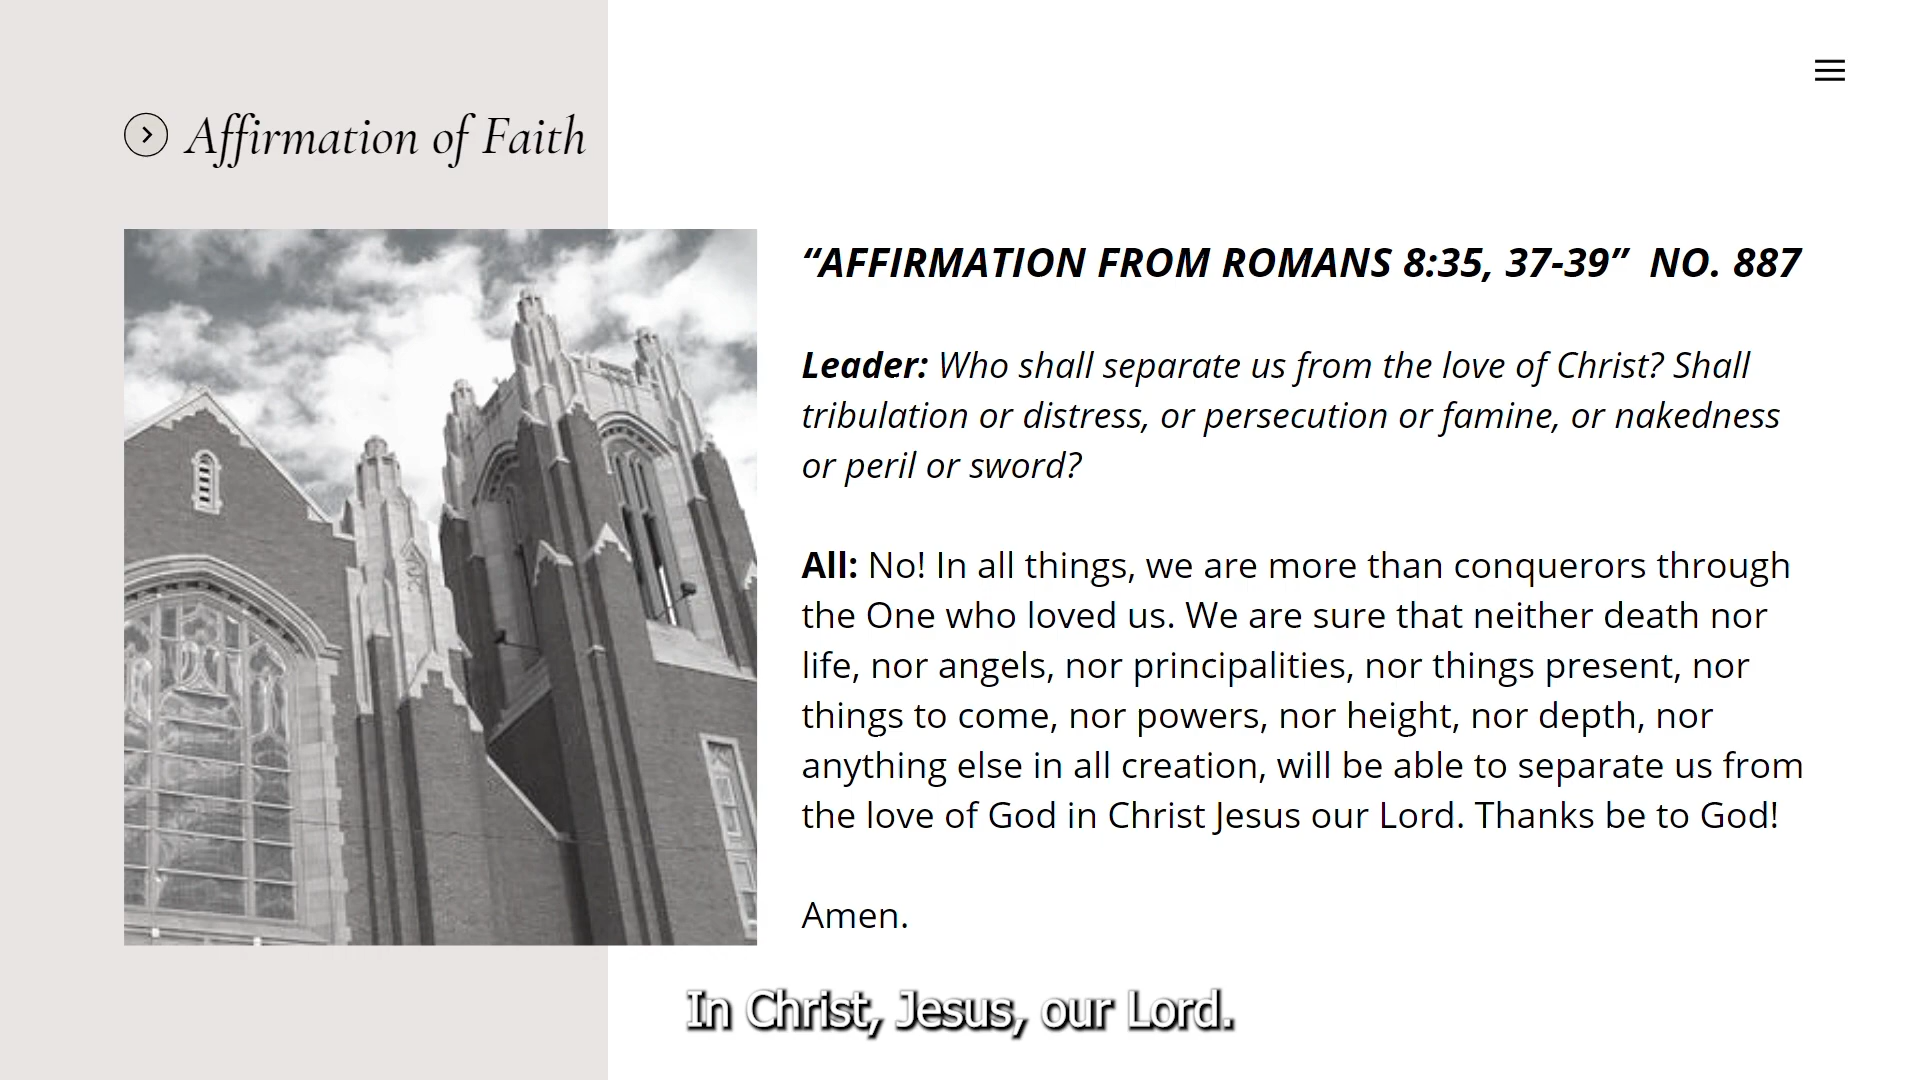 Affirmation of Faith
“AFFIRMATION FROM ROMANS 8:35, 37-39”  NO. 887
Leader: Who shall separate us from the love of Christ? Shall
tribulation or distress, or persecution or famine, or nakedness
or peril or sword?
All: No! In all things, we are more than conquerors through
the One who loved us. We are sure that neither death nor
life, nor angels, nor principalities, nor things present, nor
things to come, nor powers, nor height, nor depth, nor
anything else in all creation, will be able to separate us from
the love of God in Christ Jesus our Lord. Thanks be to God!
Amen.
In Christ, Jesus, our Lord.